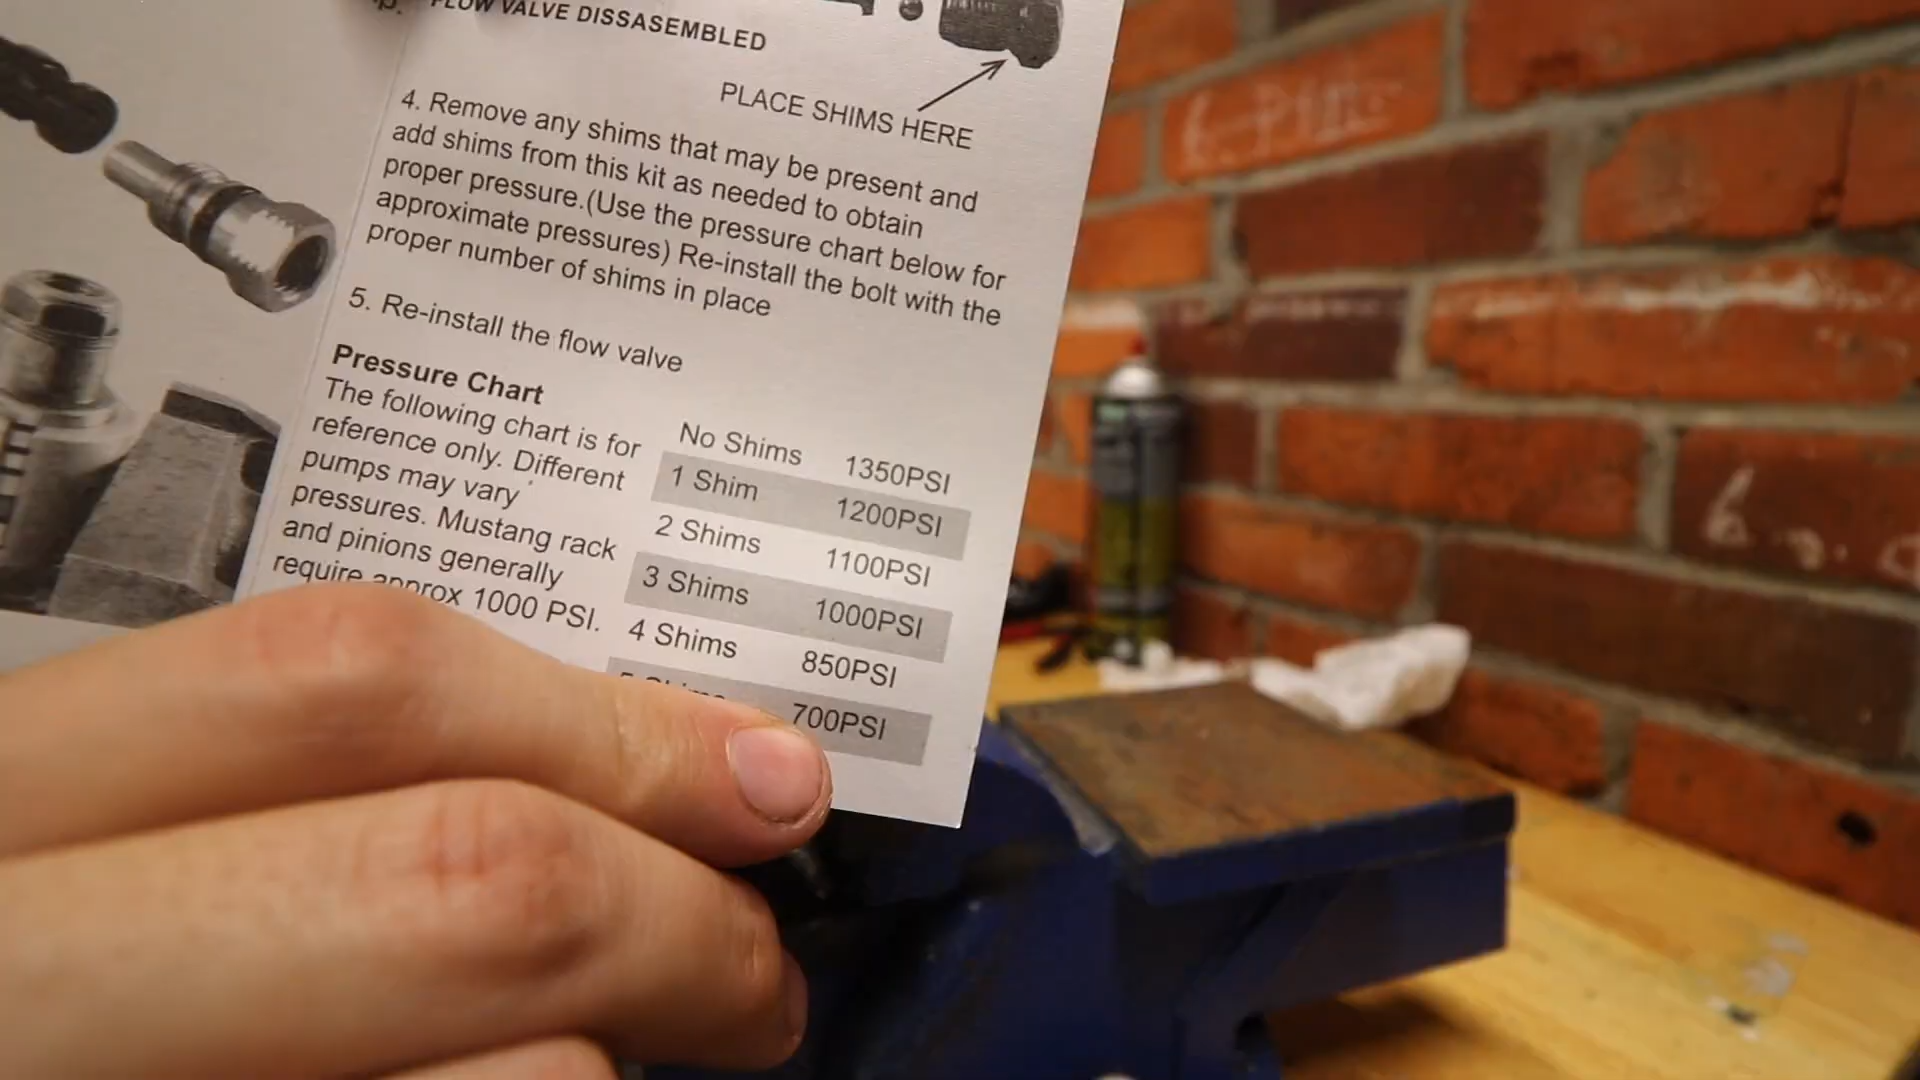 FLOW VALVE DISSASEMBLED
PLACE SHIMS HERE
4. Remove any shims that may be present and
add shims from this kit as needed to obtain
proper pressure.(Use the pressure chart below for
approximate pressures) Re-install the bolt with the
proper number of shims in place
5. Re-install the flow valve
Pressure Chart
The following chart is for
reference only. Different
pumps may vary
pressures. Mustang rack
and pinions generally
require approx 1000 PSI.
No Shims 1350PSI
1 Shim 1200PSI
2 Shims 1100PSI
3 Shims 1000PSI
4 Shims 850PSI
5 Shims 700PSI